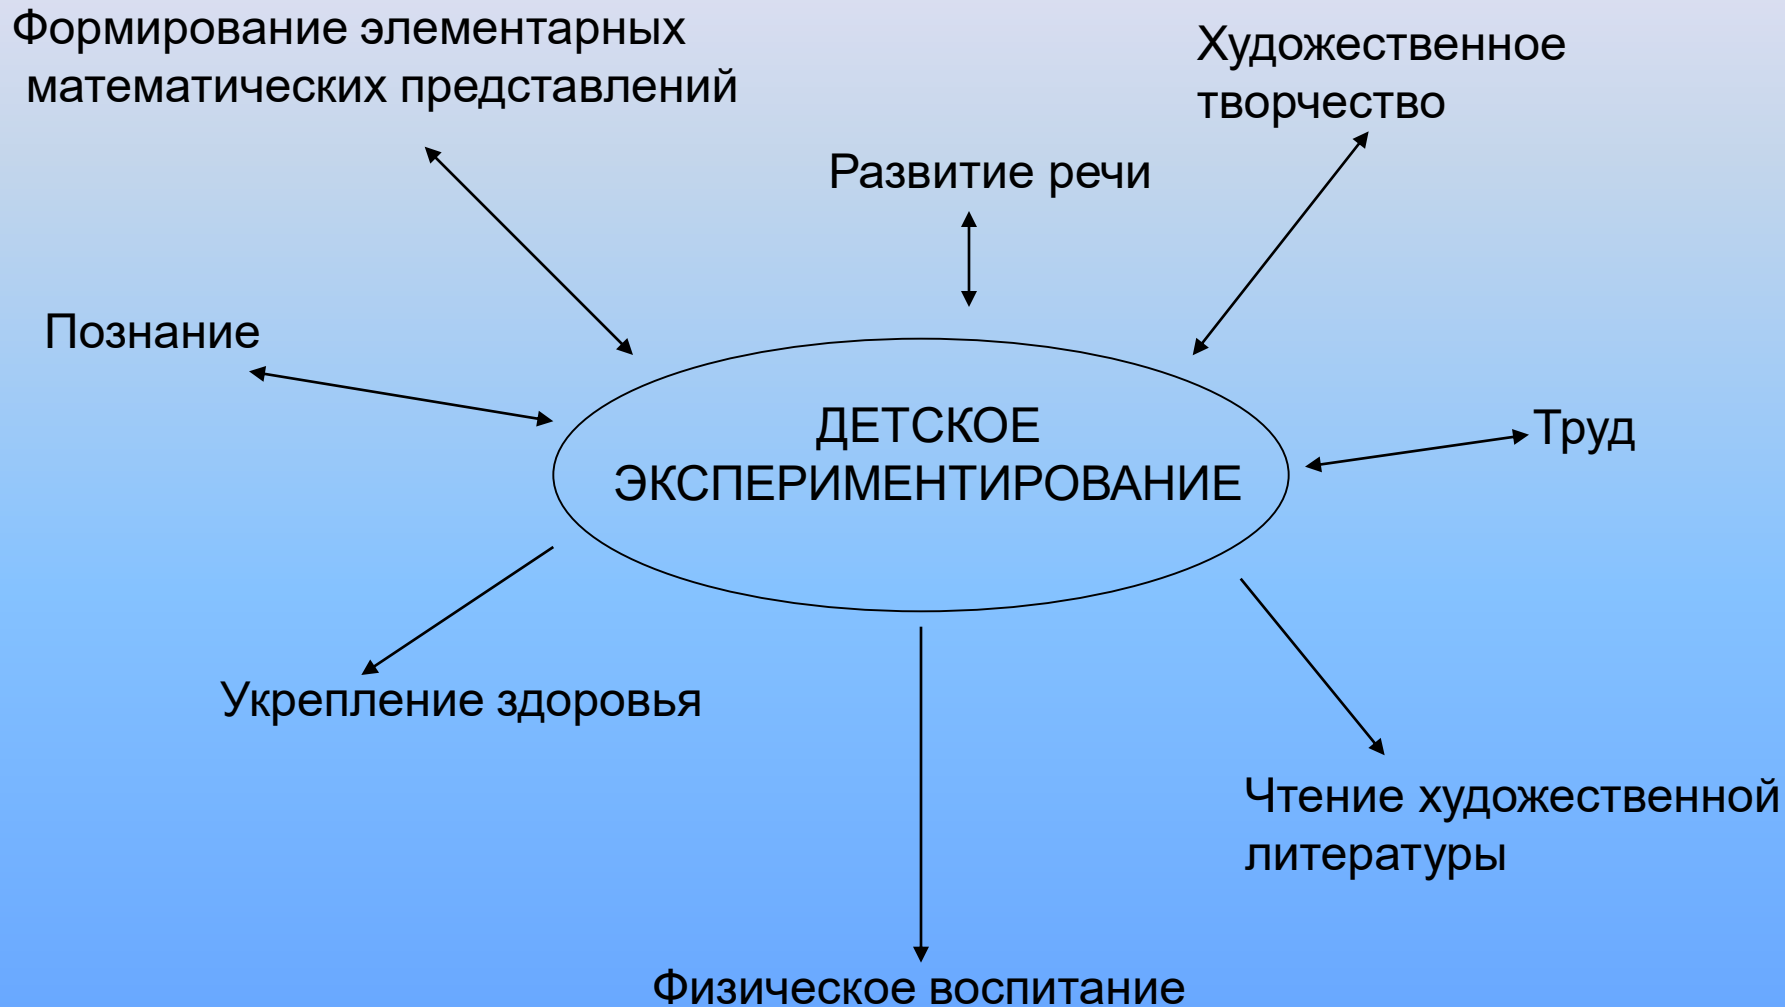 Формирование элементарных
математических представлений
Художественное
творчество
Развитие речи
Познание
ДЕТСКОЕ
ЭКСПЕРИМЕНТИРОВАНИЕ
Труд
Укрепление здоровья
Чтение художественной
литературы
Физическое воспитание